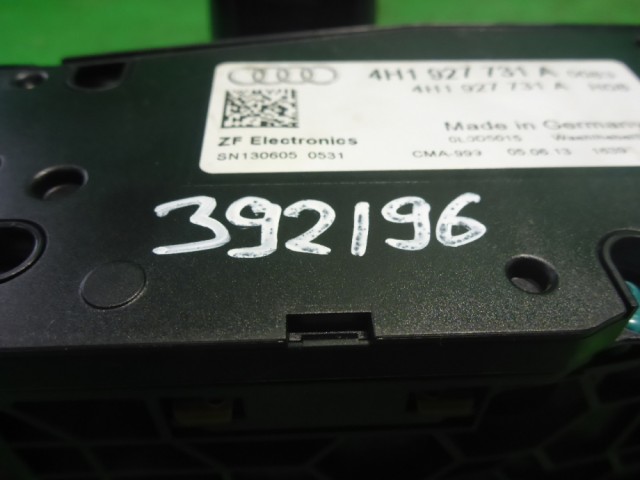 4H1 927 731 A
4H1 927 731 A
Made in Germany
ZF Electronics
SN130605 0531
CMA-993 05.06.13
392196